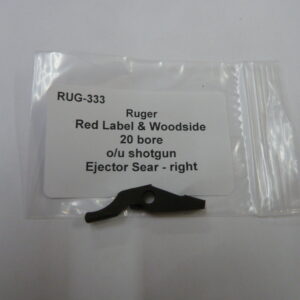 RUG-333
Ruger
Red Label & Woodside
20 bore
o/u shotgun
Ejector Sear - right